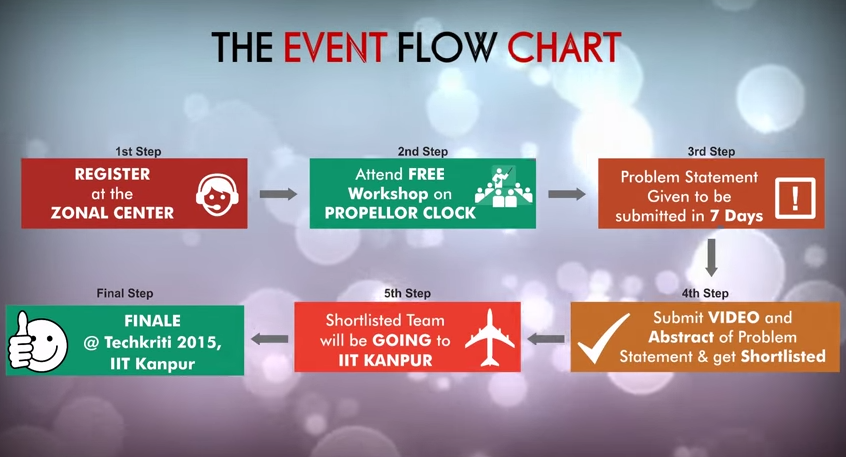 THE EVENT FLOW CHART
1st Step
REGISTER
at the
ZONAL CENTER
2nd Step
Attend FREE
Workshop on
PROPELLOR CLOCK
3rd Step
Problem Statement
Given to be
submitted in 7 Days
!
4th Step
Submit VIDEO and
Abstract of Problem
Statement & get Shortlisted
5th Step
Shortlisted Team
will be GOING to
IIT KANPUR
Final Step
FINALE
@ Techkriti 2015,
IIT Kanpur